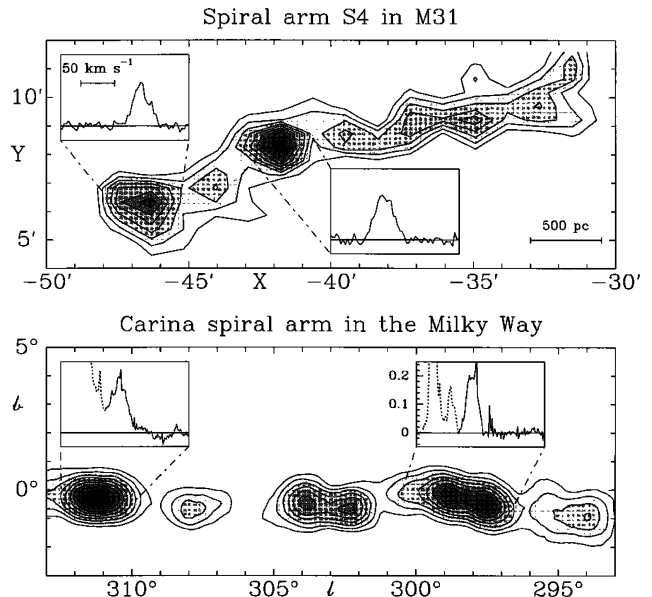 Spiral arm S4 in M31
50 km s⁻¹
10'
Y
5'
500 pc
−50' −45' X −40' −35' −30'
Carina spiral arm in the Milky Way
5°
b
0°
0.2
0.1
0
310° 305° l 300° 295°